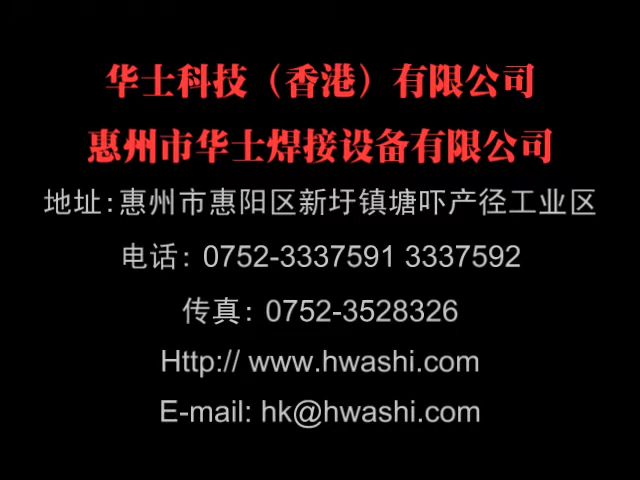 华士科技（香港）有限公司
惠州市华士焊接设备有限公司
地址:惠州市惠阳区新圩镇塘吓产径工业区
电话: 0752-3337591 3337592
传真: 0752-3528326
Http:// www.hwashi.com
E-mail: hk@hwashi.com